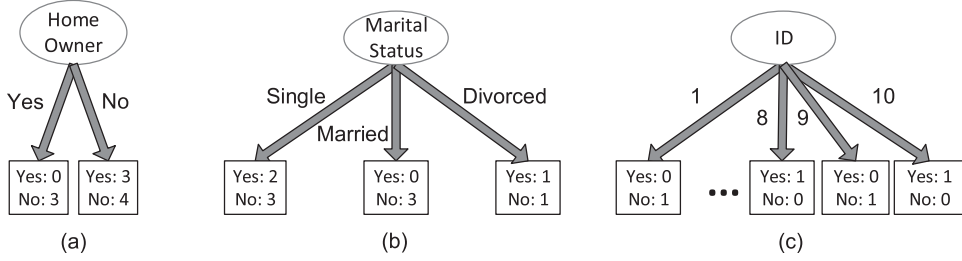 Home
Owner
Yes
No
Yes: 0
No: 3
Yes: 3
No: 4
(a)
Marital
Status
Single
Married
Divorced
Yes: 2
No: 3
Yes: 0
No: 3
Yes: 1
No: 1
(b)
ID
1
8
9
10
Yes: 0
No: 1
...
Yes: 1
No: 0
Yes: 0
No: 1
Yes: 1
No: 0
(c)